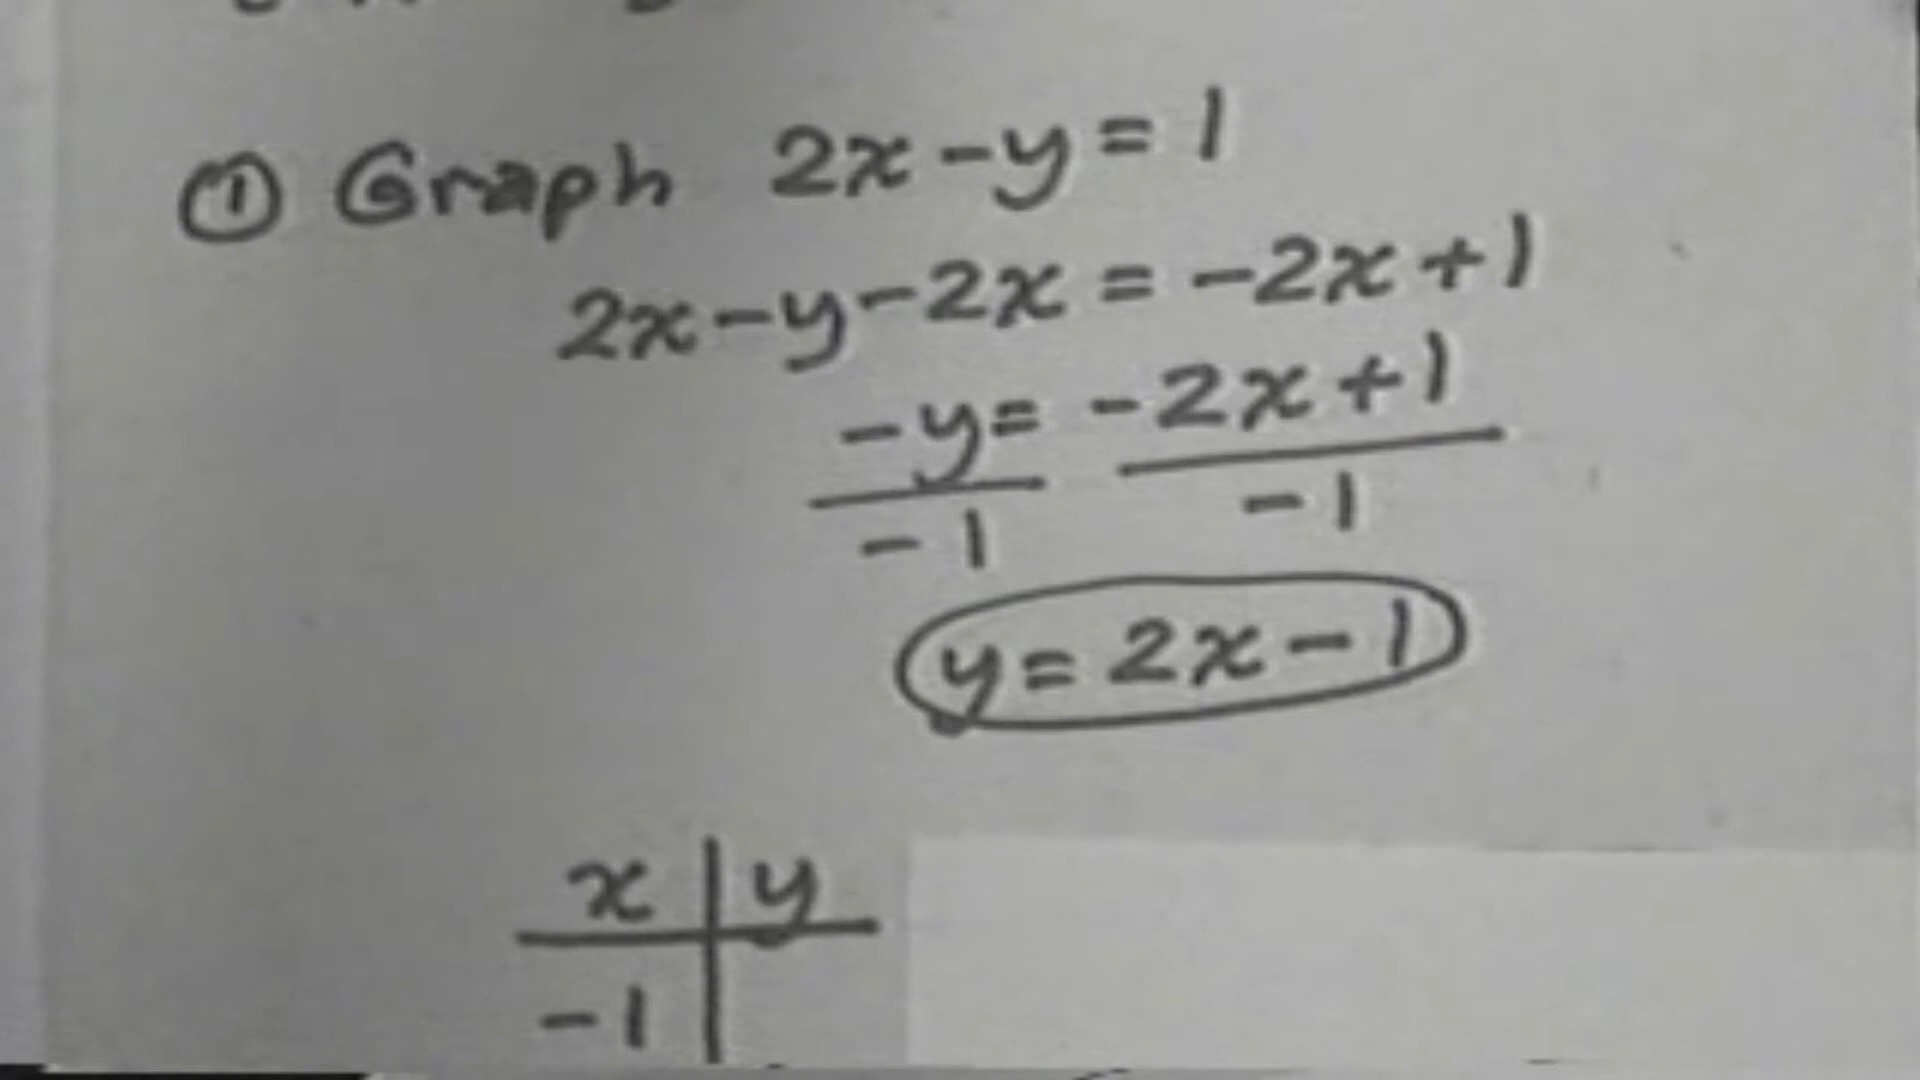 ① Graph 2x-y=1
2x-y-2x = -2x+1
-y= -2x+1
-1 -1
y= 2x-1
x y
-1